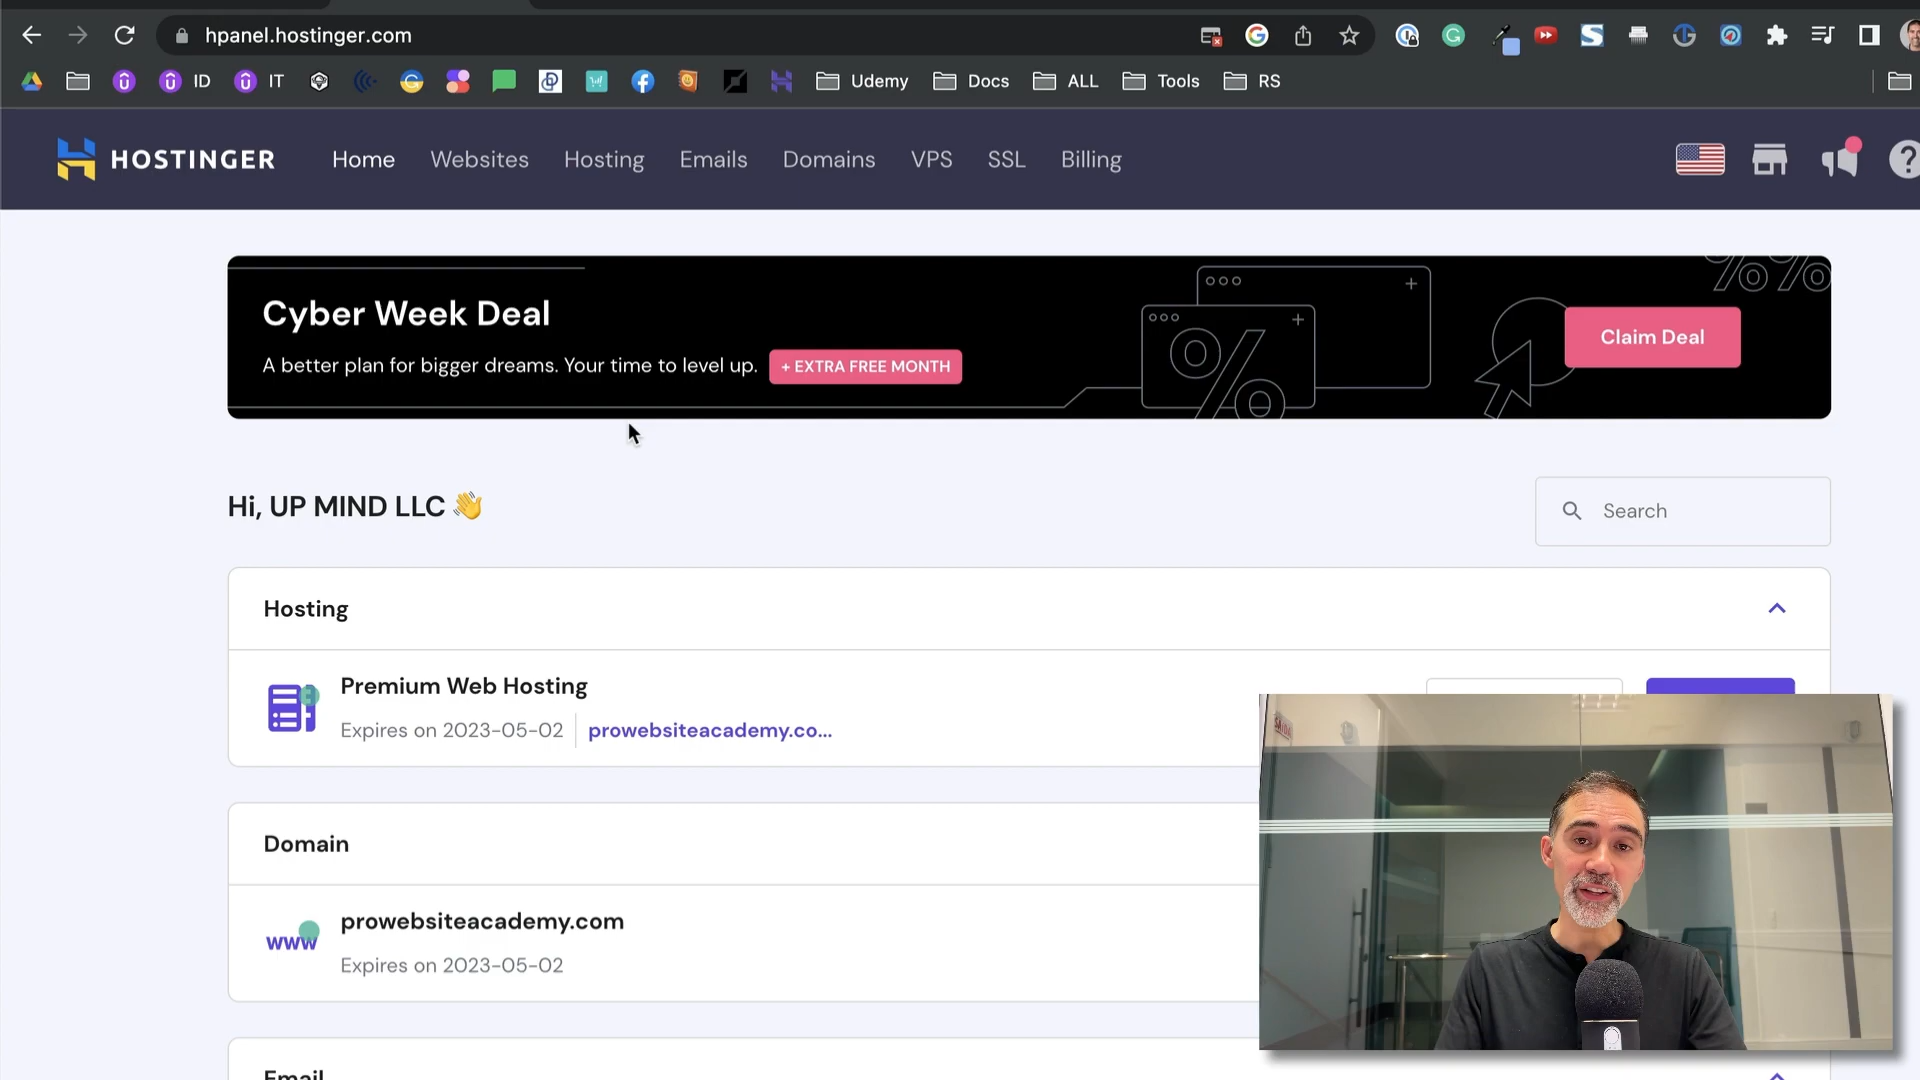 hpanel.hostinger.com
ID
IT
Udemy
Docs
ALL
Tools
RS
HOSTINGER
Home
Websites
Hosting
Emails
Domains
VPS
SSL
Billing
Cyber Week Deal
A better plan for bigger dreams. Your time to level up.
+ EXTRA FREE MONTH
%
%%
Claim Deal
Hi, UP MIND LLC 👋
Search
Hosting
Premium Web Hosting
Expires on 2023-05-02
prowebsiteacademy.co...
Domain
www
prowebsiteacademy.com
Expires on 2023-05-02
Email